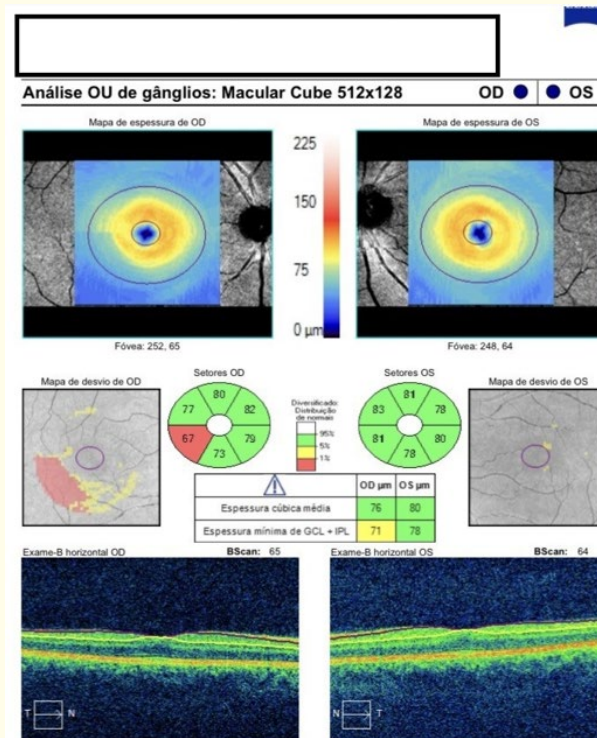 Análise OU de gânglios: Macular Cube 512x128 OD OS
Mapa de espessura de OD
Mapa de espessura de OS
225
150
75
0 µm
Fóvea: 252, 65
Fóvea: 248, 64
Mapa de desvio de OD
Setores OD
Setores OS
Mapa de desvio de OS
80
77 82
67 79
73
Diversificado:
Distribuição
de normais
95%
5%
1%
81
83 78
81 80
78
OD µm OS µm
Espessura cúbica média 76 80
Espessura mínima de GCL + IPL 71 78
Exame-B horizontal OD BScan: 65
Exame-B horizontal OS BScan: 64
T N
N T